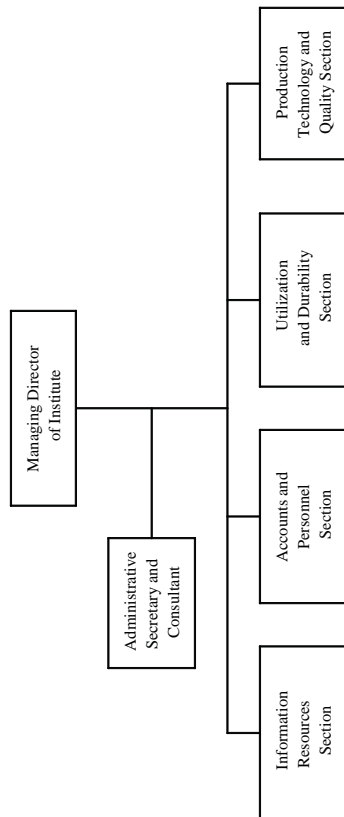 Managing Director
of Institute
Administrative
Secretary and
Consultant
Information
Resources
Section
Accounts and
Personnel
Section
Utilization
and Durability
Section
Production
Technology and
Quality Section